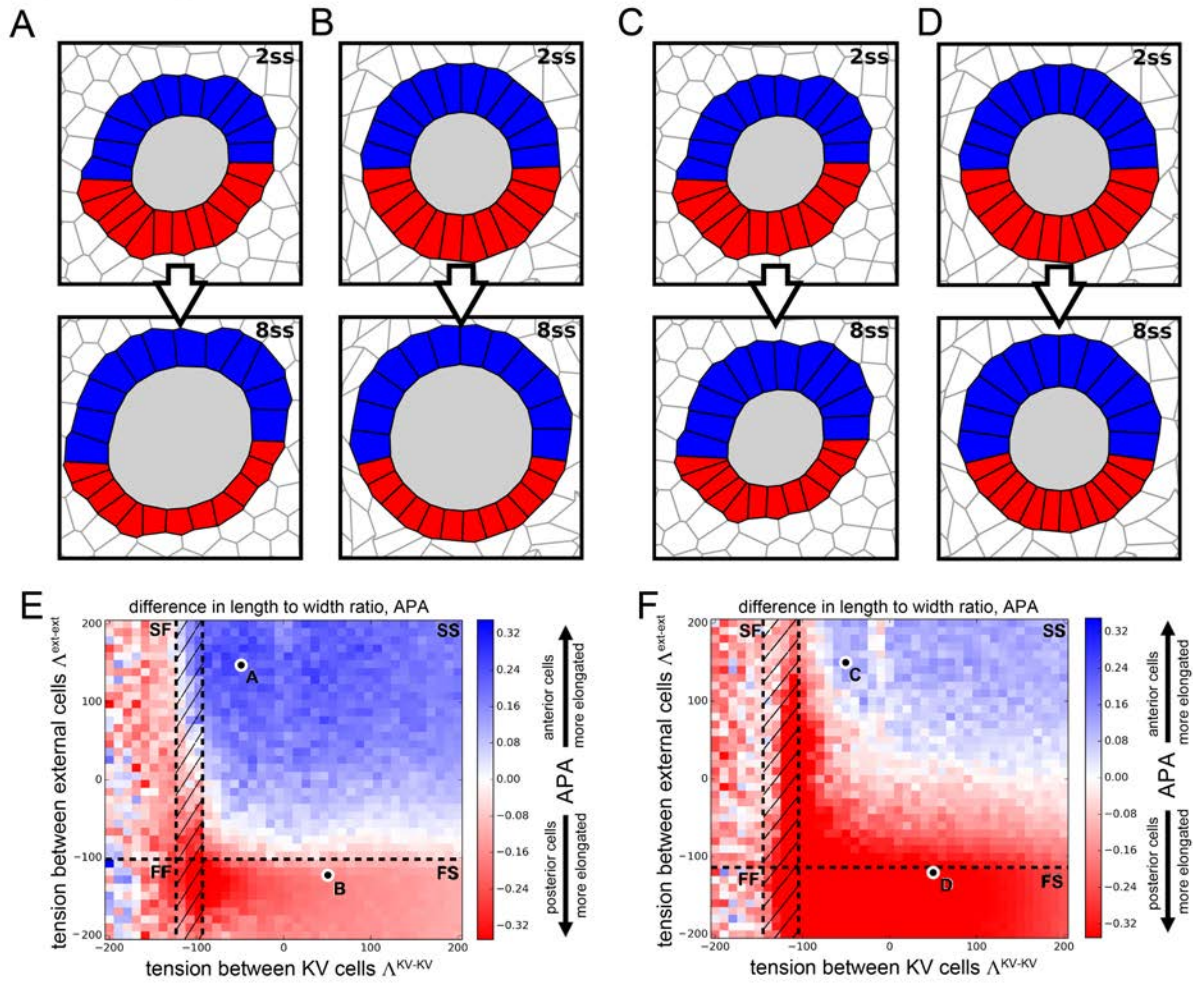 A
B
C
D
2ss
2ss
2ss
2ss
8ss
8ss
8ss
8ss
E
difference in length to width ratio, APA
SF
SS
A
B
FF
FS
200
100
0
−100
−200
−200
−100
0
100
200
tension between external cells Λext-ext
tension between KV cells ΛKV-KV
0.32
0.24
0.16
0.08
0.00
−0.08
−0.16
−0.24
−0.32
anterior cells
more elongated
APA
posterior cells
more elongated
F
difference in length to width ratio, APA
SF
SS
C
D
FF
FS
200
100
0
−100
−200
−200
−100
0
100
200
tension between external cells Λext-ext
tension between KV cells ΛKV-KV
0.32
0.24
0.16
0.08
0.00
−0.08
−0.16
−0.24
−0.32
anterior cells
more elongated
APA
posterior cells
more elongated